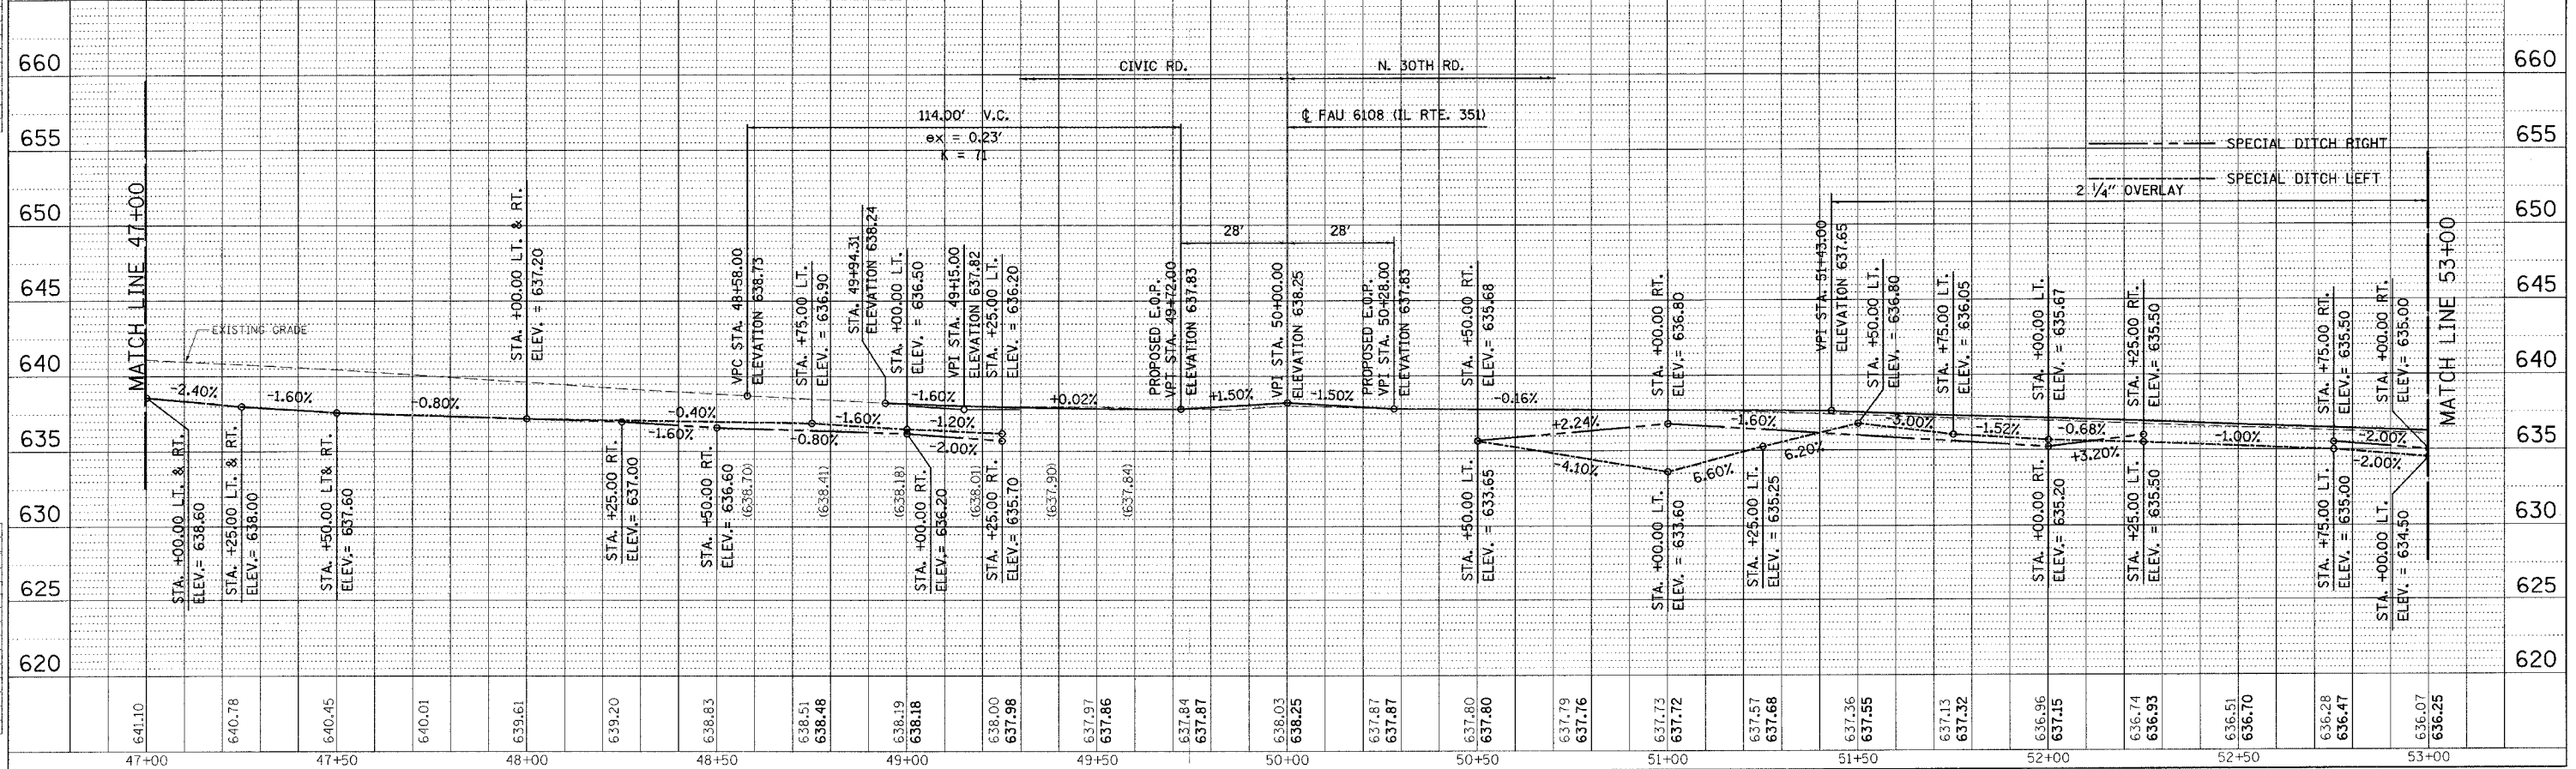 660
655
650
645
640
635
630
625
620
660
655
650
645
640
635
630
625
620
CIVIC RD.
N. 30TH RD.
114.00' V.C.
ex = 0.23'
K = 71
℄ FAU 6108 (IL RTE. 351)
SPECIAL DITCH RIGHT
SPECIAL DITCH LEFT
2 1/4" OVERLAY
28'
28'
MATCH LINE 47+00
MATCH LINE 53+00
EXISTING GRADE
STA. +00.00 LT. & RT.
ELEV. = 637.20
VPC STA. 48+58.00
ELEVATION 638.73
STA. +75.00 LT.
ELEV. = 636.90
STA. 49+94.31
ELEVATION 638.24
STA. +00.00 LT.
ELEV. = 636.50
VPI STA. 49+15.00
ELEVATION 637.82
STA. +25.00 LT.
ELEV. = 636.20
PROPOSED E.O.P.
VPT STA. 49+72.00
ELEVATION 637.83
VPI STA. 50+00.00
ELEVATION 638.25
PROPOSED E.O.P.
VPI STA. 50+28.00
ELEVATION 637.83
STA. +50.00 RT.
ELEV.= 635.68
STA. +00.00 RT.
ELEV.= 636.80
VPI STA. 51+43.00
ELEVATION 637.65
STA. +50.00 LT.
ELEV.= 636.80
STA. +75.00 LT.
ELEV.= 636.05
STA. +00.00 LT.
ELEV. = 635.67
STA. +25.00 RT.
ELEV.= 635.50
STA. +75.00 RT.
ELEV.= 635.50
STA. +00.00 RT.
ELEV.= 635.00
-2.40%
-1.60%
-0.80%
-0.40%
-1.60%
-1.60%
-0.80%
-1.60%
-1.20%
-2.00%
+0.02%
+1.50%
-1.50%
-0.16%
+2.24%
-4.10%
-1.60%
6.60%
6.20%
-3.00%
-1.52%
-0.68%
+3.20%
-1.00%
-2.00%
-2.00%
STA. +00.00 LT. & RT.
ELEV.= 638.60
STA. +25.00 LT. & RT.
ELEV.= 638.00
STA. +50.00 LT& RT.
ELEV.= 637.60
STA. +25.00 RT.
ELEV.= 637.00
STA. +50.00 RT.
ELEV.= 636.60
(638.70)
(638.41)
(638.18)
STA. +00.00 RT.
ELEV.= 636.20
(638.01)
STA. +25.00 RT.
ELEV.= 635.70
(637.90)
(637.84)
STA. +50.00 LT.
ELEV.= 633.65
STA. +00.00 LT.
ELEV. = 633.60
STA. +25.00 LT.
ELEV. = 635.25
STA. +00.00 RT.
ELEV.= 635.20
STA. +25.00 LT.
ELEV. = 635.50
STA. +75.00 LT.
ELEV. = 635.00
STA. +00.00 LT.
ELEV. = 634.50
641.10
640.78
640.45
640.01
639.61
639.20
638.83
638.51
638.48
638.19
638.18
638.00
637.98
637.97
637.86
637.84
637.87
638.03
638.25
637.87
637.87
637.80
637.80
637.79
637.76
637.73
637.72
637.57
637.68
637.36
637.55
637.13
637.32
636.96
637.15
636.74
636.93
636.51
636.70
636.28
636.47
636.07
636.25
47+00
47+50
48+00
48+50
49+00
49+50
50+00
50+50
51+00
51+50
52+00
52+50
53+00